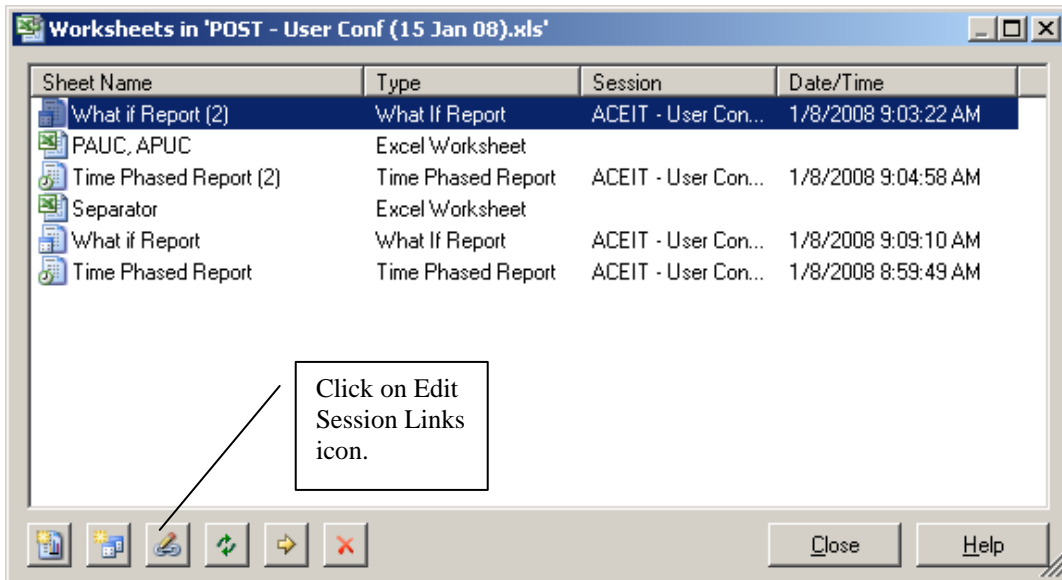 Worksheets in 'POST - User Conf (15 Jan 08).xls'
Sheet Name Type Session Date/Time
What if Report (2) What If Report ACEIT - User Con... 1/8/2008 9:03:22 AM
PAUC, APUC Excel Worksheet
Time Phased Report (2) Time Phased Report ACEIT - User Con... 1/8/2008 9:04:58 AM
Separator Excel Worksheet
What if Report What If Report ACEIT - User Con... 1/8/2008 9:09:10 AM
Time Phased Report Time Phased Report ACEIT - User Con... 1/8/2008 8:59:49 AM
Click on Edit
Session Links
icon.
Close Help